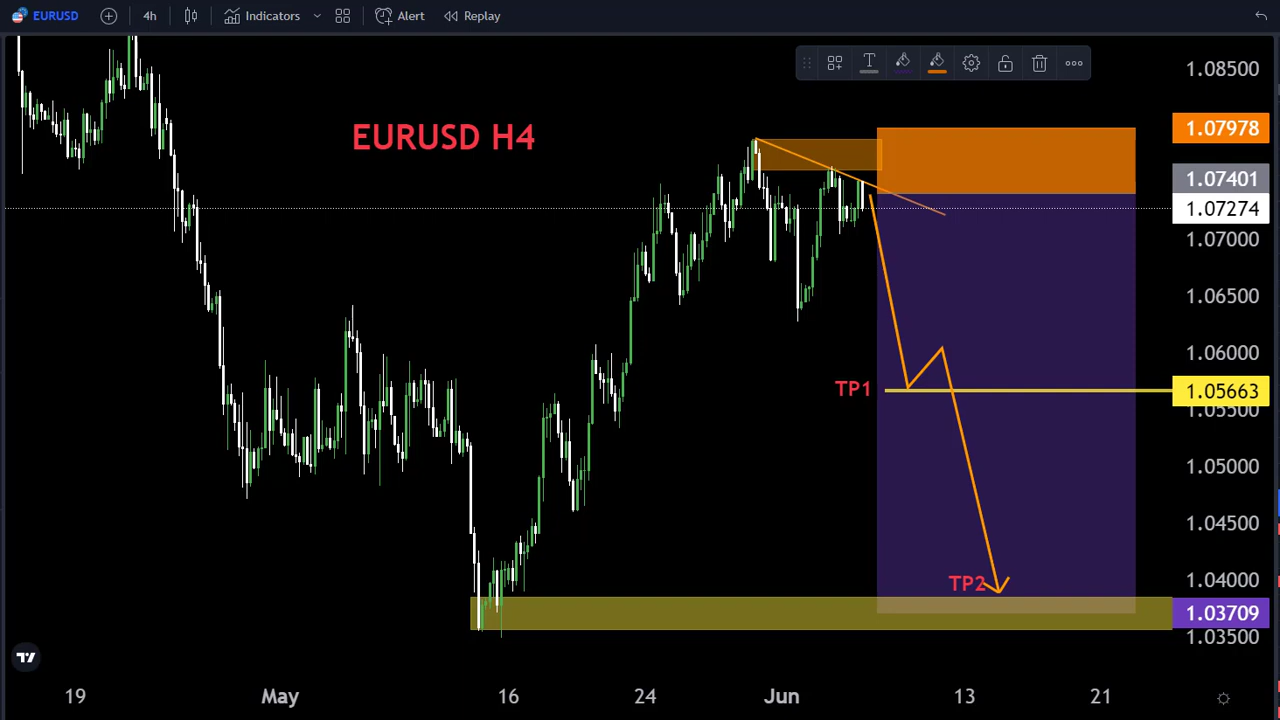 EURUSD 4h Indicators Alert Replay
T
1.08500
EURUSD H4
1.07978
1.07401
1.07274
1.07000
1.06500
1.06000
TP1
1.05663
1.05500
1.05000
1.04500
1.04000
TP2
1.03709
1.03500
19 May 16 24 Jun 13 21